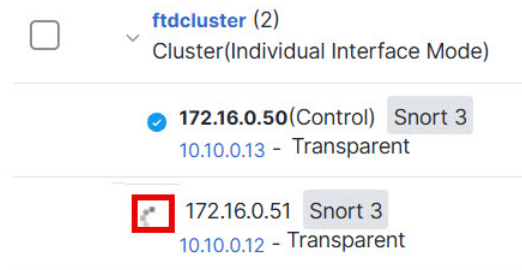 ftdcluster (2)
Cluster(Individual Interface Mode)
172.16.0.50(Control) Snort 3
10.10.0.13 - Transparent
172.16.0.51 Snort 3
10.10.0.12 - Transparent